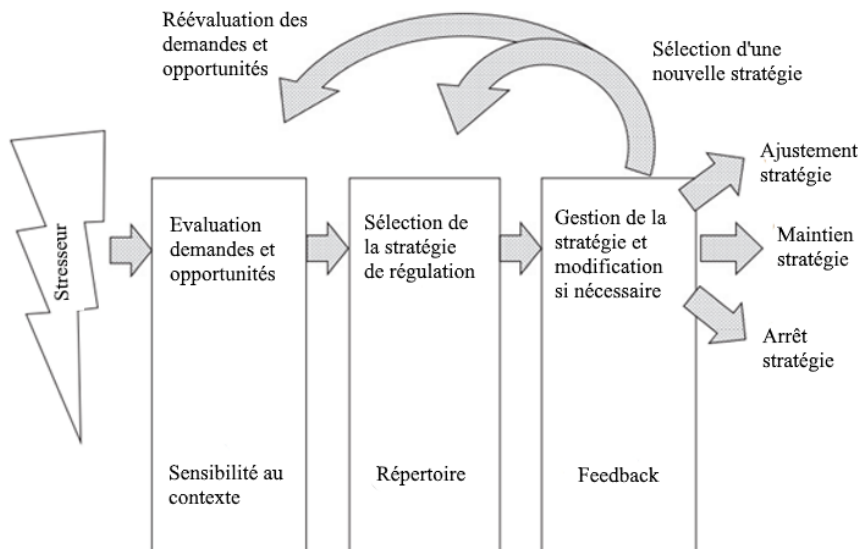 Réévaluation des
demandes et
opportunités
Sélection d'une
nouvelle stratégie
Stresseur
Evaluation
demandes et
opportunités
Sélection de
la stratégie
de régulation
Gestion de la
stratégie et
modification
si nécessaire
Ajustement
stratégie
Maintien
stratégie
Arrêt
stratégie
Sensibilité au
contexte
Répertoire
Feedback